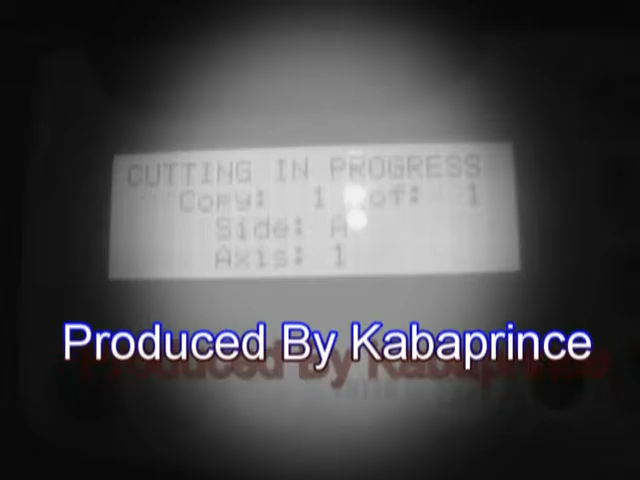 CUTTING IN PROGRESS
Copy: 1 of: 1
Side: A
Axis: 1
Produced By Kabaprince